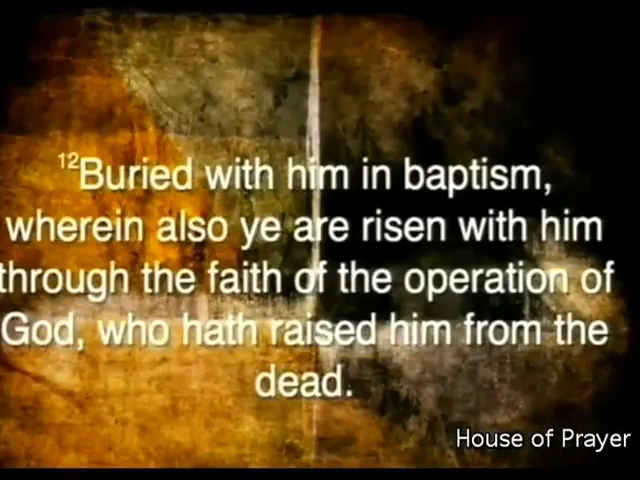 12Buried with him in baptism,
wherein also ye are risen with him
through the faith of the operation of
God, who hath raised him from the
dead.
House of Prayer